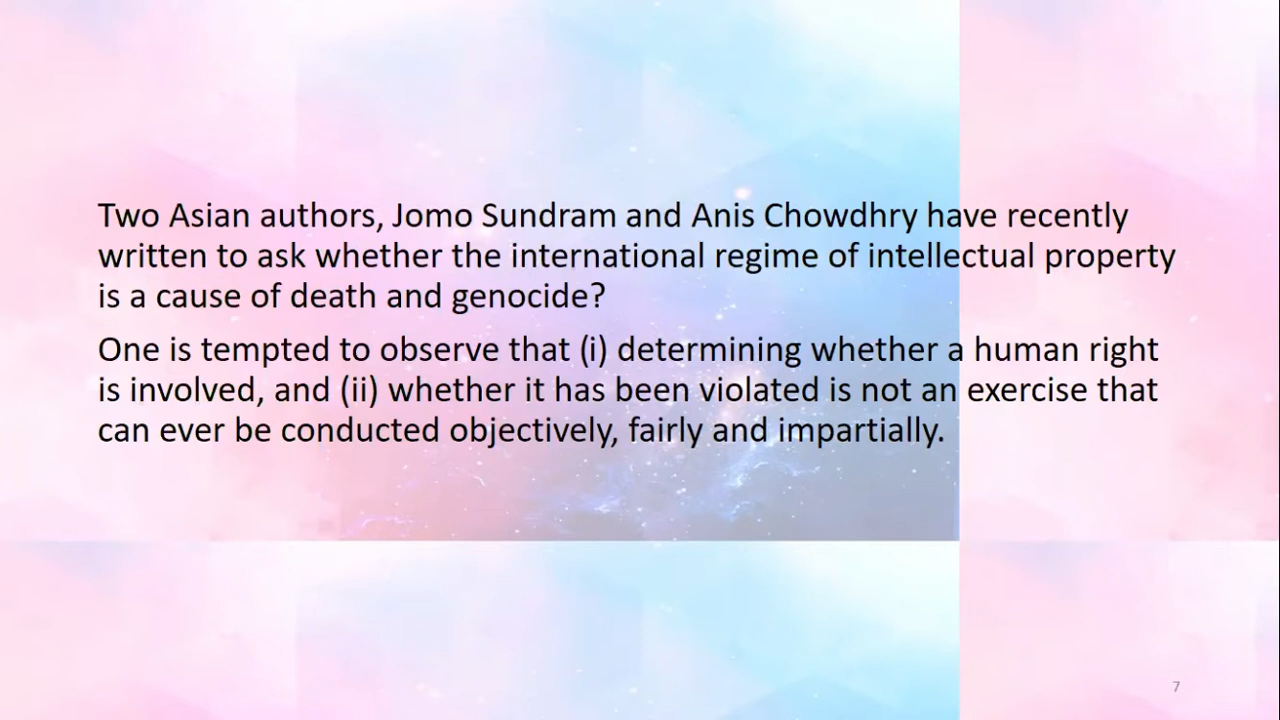 Two Asian authors, Jomo Sundram and Anis Chowdhry have recently
written to ask whether the international regime of intellectual property
is a cause of death and genocide?
One is tempted to observe that (i) determining whether a human right
is involved, and (ii) whether it has been violated is not an exercise that
can ever be conducted objectively, fairly and impartially.
7